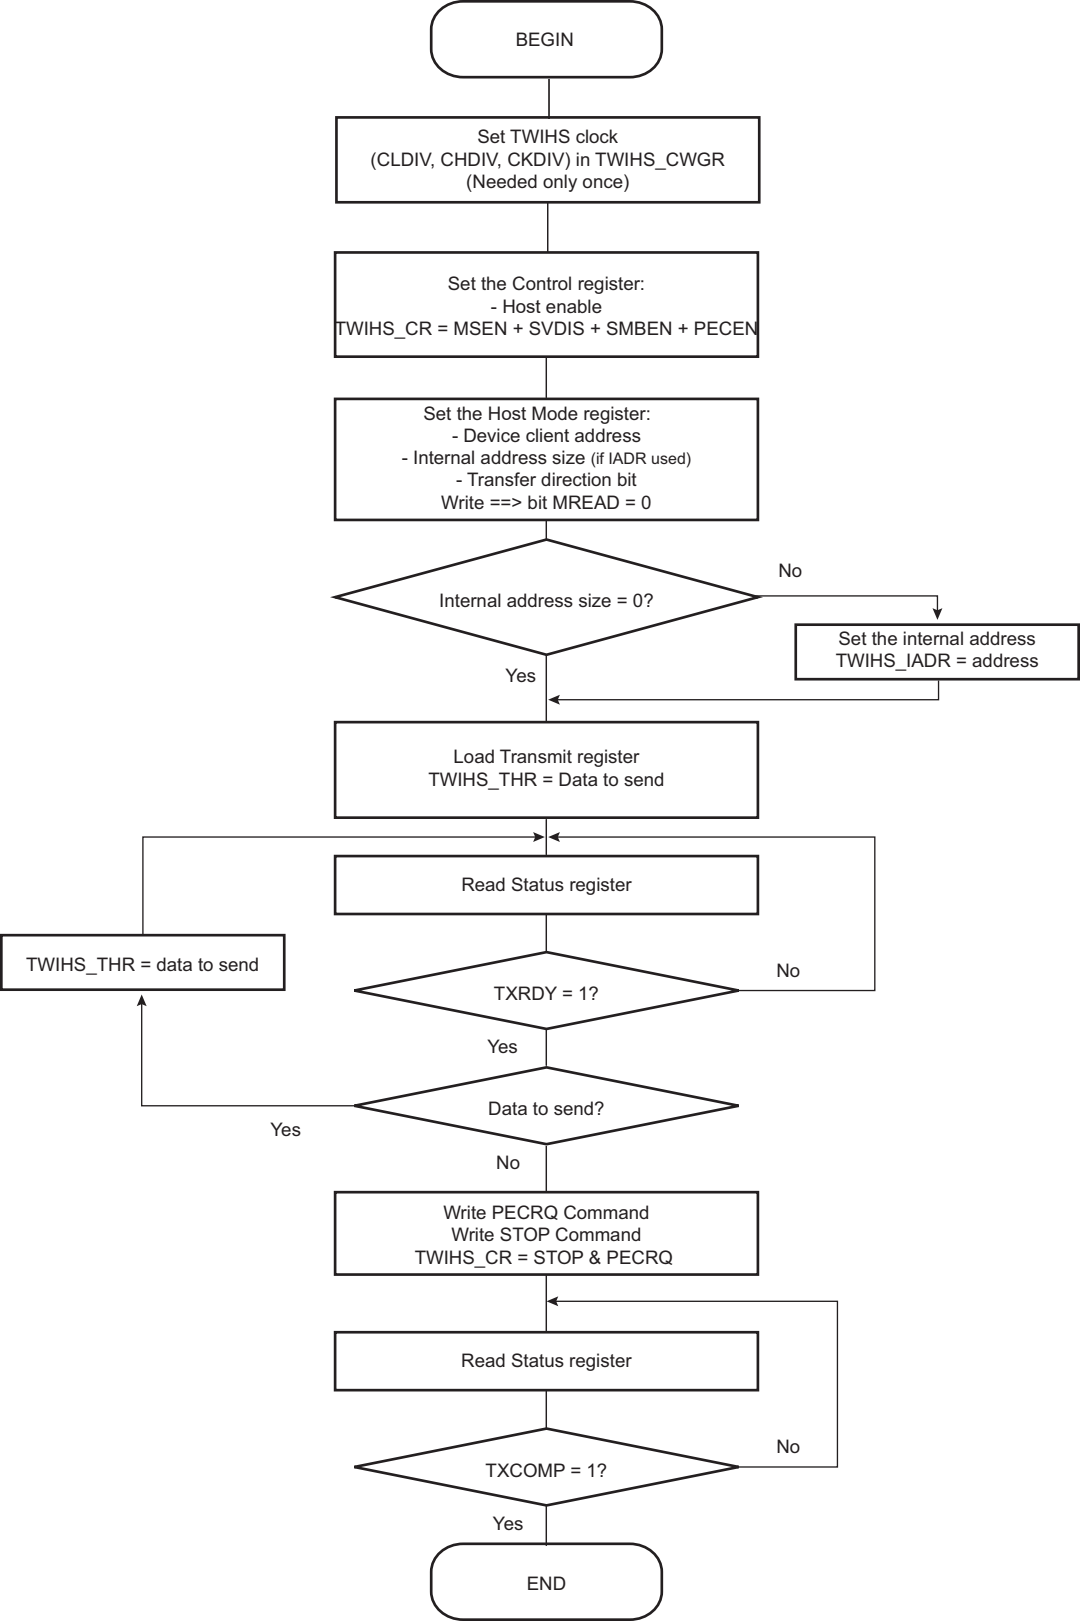 BEGIN
Set TWIHS clock
(CLDIV, CHDIV, CKDIV) in TWIHS_CWGR
(Needed only once)
Set the Control register:
- Host enable
TWIHS_CR = MSEN + SVDIS + SMBEN + PECEN
Set the Host Mode register:
- Device client address
- Internal address size (if IADR used)
- Transfer direction bit
Write ==> bit MREAD = 0
No
Internal address size = 0?
Set the internal address
TWIHS_IADR = address
Yes
Load Transmit register
TWIHS_THR = Data to send
Read Status register
TWIHS_THR = data to send
No
TXRDY = 1?
Yes
Data to send?
Yes
No
Write PECRQ Command
Write STOP Command
TWIHS_CR = STOP & PECRQ
Read Status register
No
TXCOMP = 1?
Yes
END